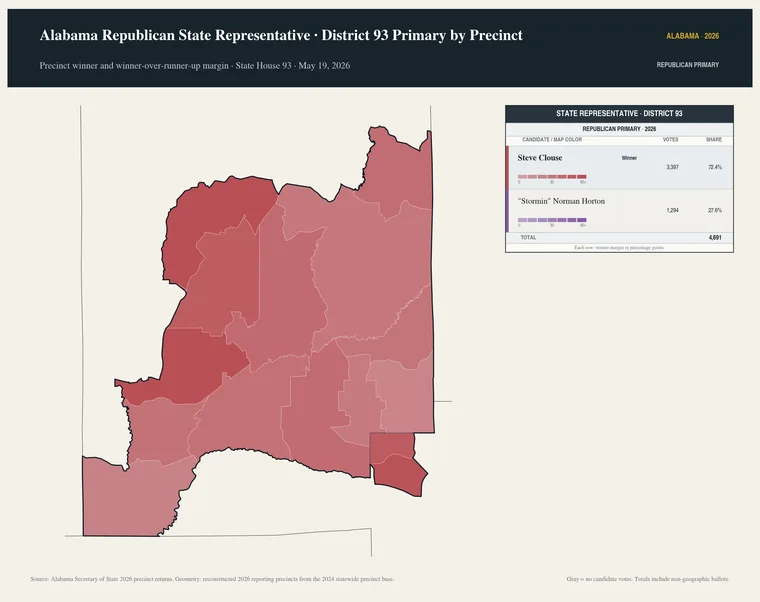 Alabama Republican State Representative · District 93 Primary by Precinct
ALABAMA · 2026
Precinct winner and winner-over-runner-up margin · State House 93 · May 19, 2026
REPUBLICAN PRIMARY
STATE REPRESENTATIVE · DISTRICT 93
REPUBLICAN PRIMARY · 2026
CANDIDATE / MAP COLOR VOTES SHARE
Steve Clouse Winner 3,397 72.4%
0 30 60+
"Stormin" Norman Horton 1,294 27.6%
0 30 60+
TOTAL 4,691
Each row: winner-margin in percentage points
Source: Alabama Secretary of State 2026 precinct returns. Geometry: reconstructed 2026 reporting precincts from the 2024 statewide precinct base.
Gray = no candidate votes. Totals include non-geographic ballots.